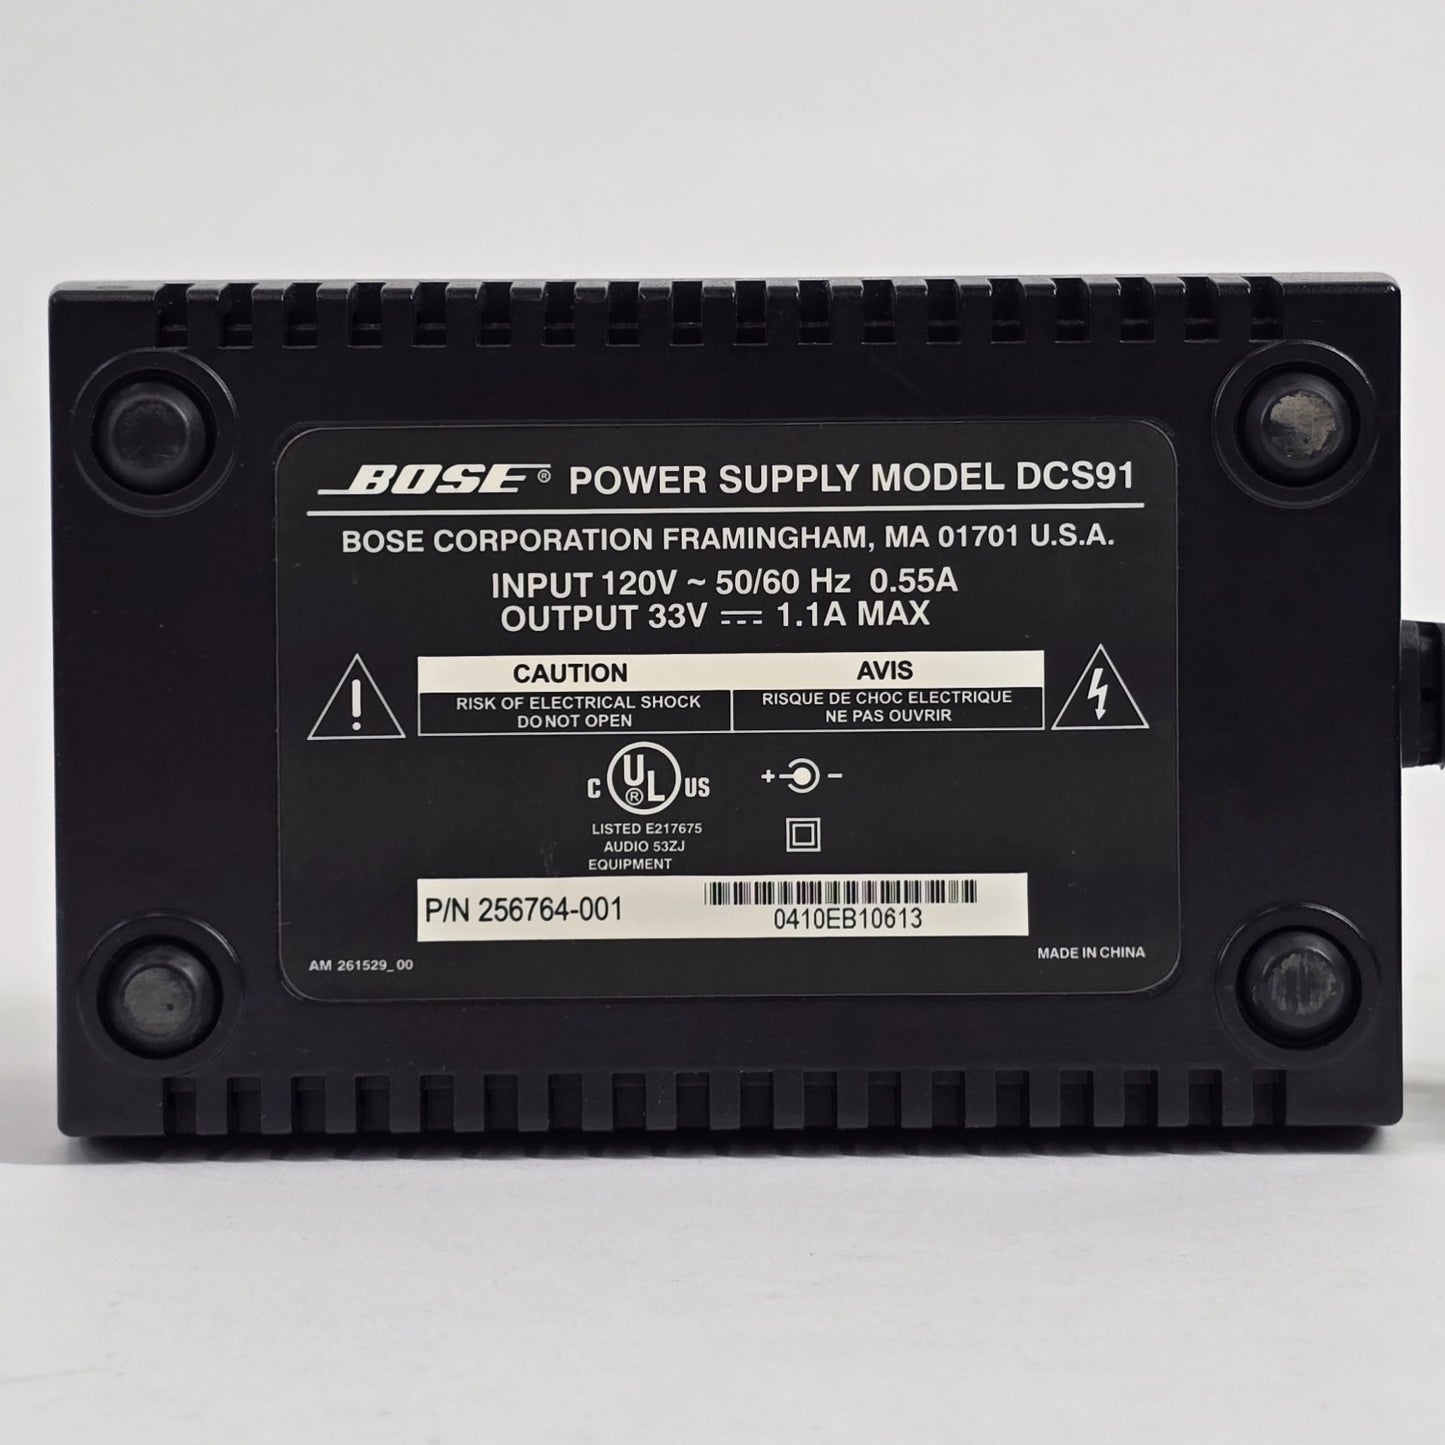 BOSE® POWER SUPPLY MODEL DCS91
BOSE CORPORATION FRAMINGHAM, MA 01701 U.S.A.
INPUT 120V ~ 50/60 Hz 0.55A
OUTPUT 33V ⎓ 1.1A MAX
CAUTION
RISK OF ELECTRICAL SHOCK
DO NOT OPEN
AVIS
RISQUE DE CHOC ELECTRIQUE
NE PAS OUVRIR
C UL® US
LISTED E217675
AUDIO 53ZJ
EQUIPMENT
+ −
P/N 256764-001
0410EB10613
AM 261529_00
MADE IN CHINA